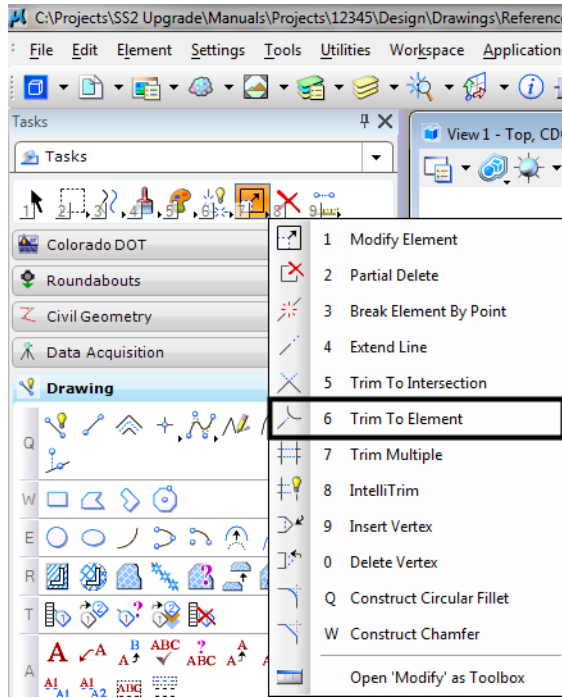 C:\Projects\SS2 Upgrade\Manuals\Projects\12345\Design\Drawings\Reference
File Edit Element Settings Tools Utilities Workspace Application
Tasks
View 1 - Top, CD
Tasks
1 2 3 4 5 6 7 8 9
Colorado DOT
Roundabouts
Civil Geometry
Data Acquisition
Drawing
Q
W
E
R
T
A
1 Modify Element
2 Partial Delete
3 Break Element By Point
4 Extend Line
5 Trim To Intersection
6 Trim To Element
7 Trim Multiple
8 IntelliTrim
9 Insert Vertex
0 Delete Vertex
Q Construct Circular Fillet
W Construct Chamfer
Open 'Modify' as Toolbox